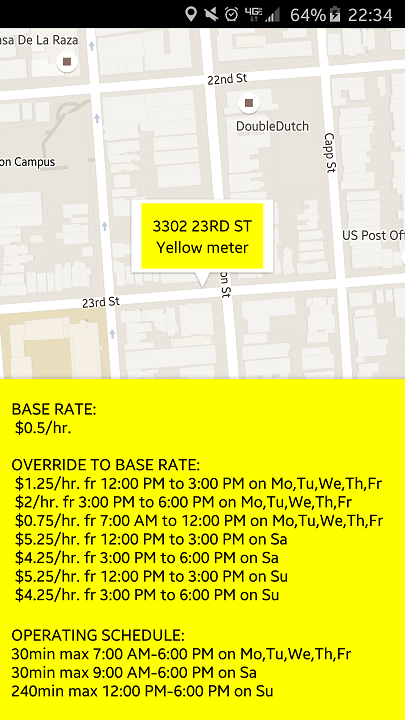 4GE 64% 22:34
sa De La Raza
22nd St
DoubleDutch
Capp St
on Campus
3302 23RD ST
Yellow meter
US Post Off
on St
23rd St
BASE RATE:
$0.5/hr.
OVERRIDE TO BASE RATE:
$1.25/hr. fr 12:00 PM to 3:00 PM on Mo,Tu,We,Th,Fr
$2/hr. fr 3:00 PM to 6:00 PM on Mo,Tu,We,Th,Fr
$0.75/hr. fr 7:00 AM to 12:00 PM on Mo,Tu,We,Th,Fr
$5.25/hr. fr 12:00 PM to 3:00 PM on Sa
$4.25/hr. fr 3:00 PM to 6:00 PM on Sa
$5.25/hr. fr 12:00 PM to 3:00 PM on Su
$4.25/hr. fr 3:00 PM to 6:00 PM on Su
OPERATING SCHEDULE:
30min max 7:00 AM-6:00 PM on Mo,Tu,We,Th,Fr
30min max 9:00 AM-6:00 PM on Sa
240min max 12:00 PM-6:00 PM on Su